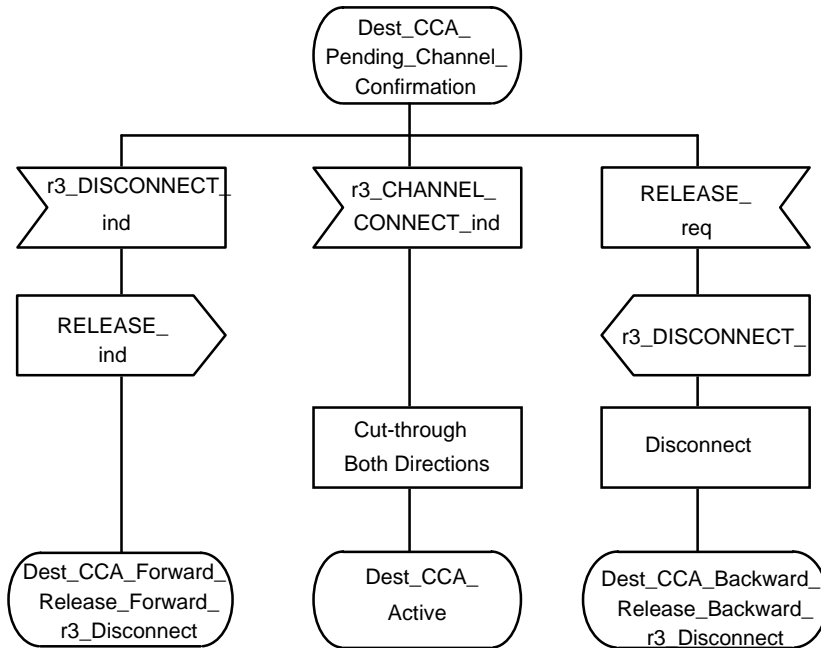 Dest_CCA_
Pending_Channel_
Confirmation
r3_DISCONNECT_
ind
r3_CHANNEL_
CONNECT_ind
RELEASE_
req
RELEASE_
ind
r3_DISCONNECT_
Cut-through
Both Directions
Disconnect
Dest_CCA_Forward_
Release_Forward_
r3_Disconnect
Dest_CCA_
Active
Dest_CCA_Backward_
Release_Backward_
r3_Disconnect